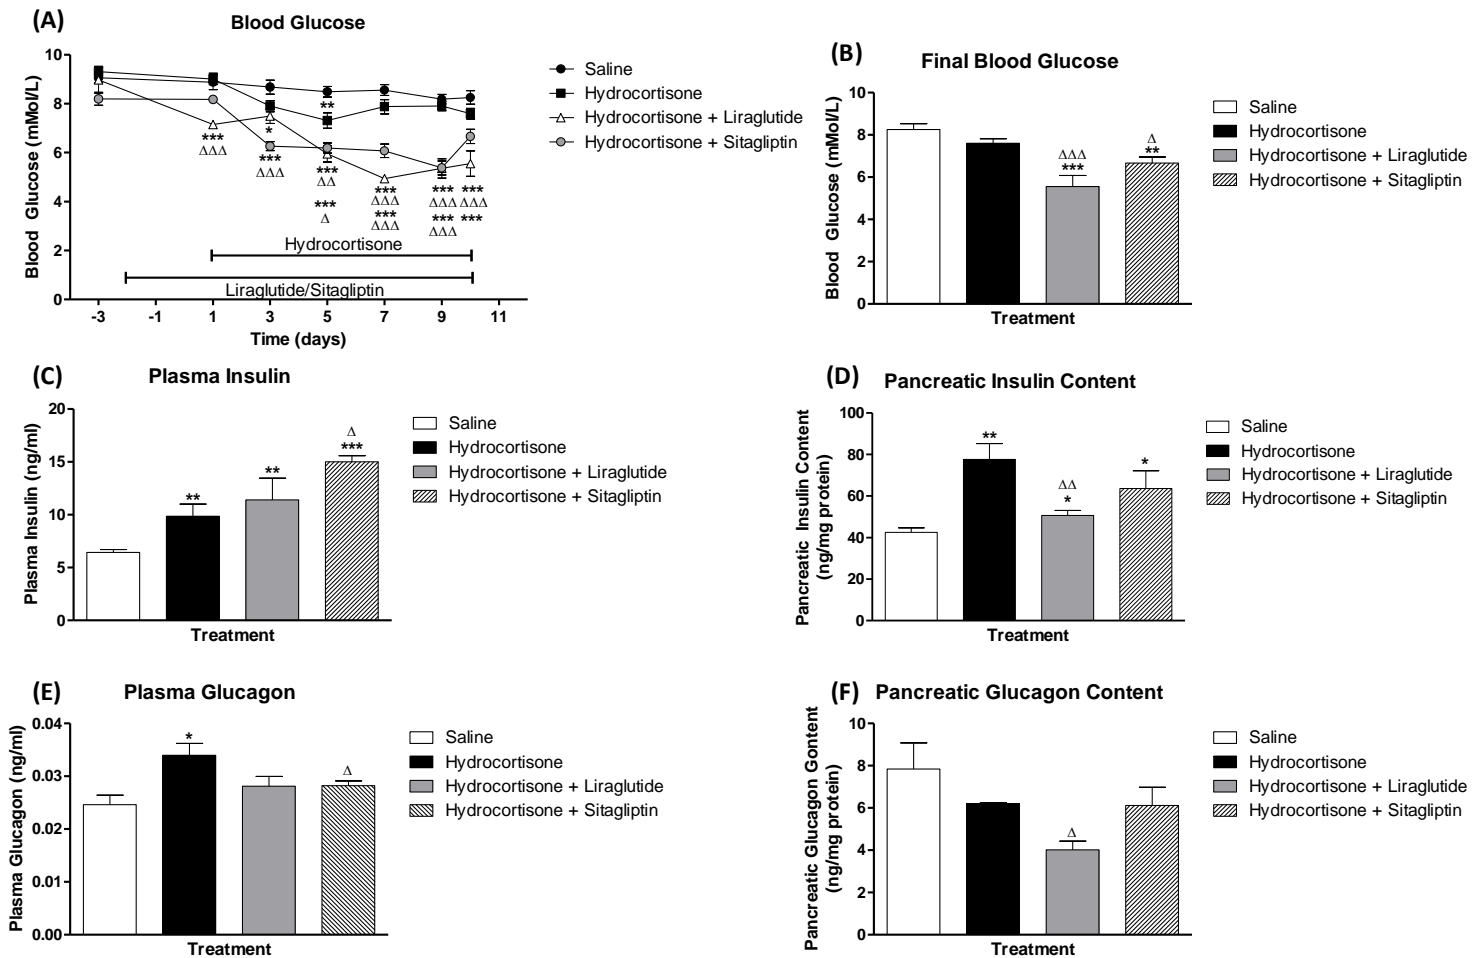 (A)
Blood Glucose
Blood Glucose (mMol/L)
10
8
6
4
2
0
-3
-1
1
3
5
7
9
11
Time (days)
***
ΔΔΔ
*
***
ΔΔΔ
**
***
ΔΔ
***
Δ
***
ΔΔΔ
***
ΔΔΔ
***
ΔΔΔ
***
ΔΔΔ
***
ΔΔΔ
***
Hydrocortisone
Liraglutide/Sitagliptin
Saline
Hydrocortisone
Hydrocortisone + Liraglutide
Hydrocortisone + Sitagliptin
(B)
Final Blood Glucose
Blood Glucose (mMol/L)
10
8
6
4
2
0
ΔΔΔ
***
Δ
**
Treatment
Saline
Hydrocortisone
Hydrocortisone + Liraglutide
Hydrocortisone + Sitagliptin
(C)
Plasma Insulin
Plasma Insulin (ng/ml)
20
15
10
5
0
**
**
Δ
***
Treatment
Saline
Hydrocortisone
Hydrocortisone + Liraglutide
Hydrocortisone + Sitagliptin
(D)
Pancreatic Insulin Content
Pancreatic Insulin Content
(ng/mg protein)
100
80
60
40
20
0
**
ΔΔ
*
*
Treatment
Saline
Hydrocortisone
Hydrocortisone + Liraglutide
Hydrocortisone + Sitagliptin
(E)
Plasma Glucagon
Plasma Glucagon (ng/ml)
0.04
0.03
0.02
0.01
0.00
*
Δ
Treatment
Saline
Hydrocortisone
Hydrocortisone + Liraglutide
Hydrocortisone + Sitagliptin
(F)
Pancreatic Glucagon Content
Pancreatic Glucagon Gontent
(ng/mg protein)
10
8
6
4
2
0
Δ
Treatment
Saline
Hydrocortisone
Hydrocortisone + Liraglutide
Hydrocortisone + Sitagliptin